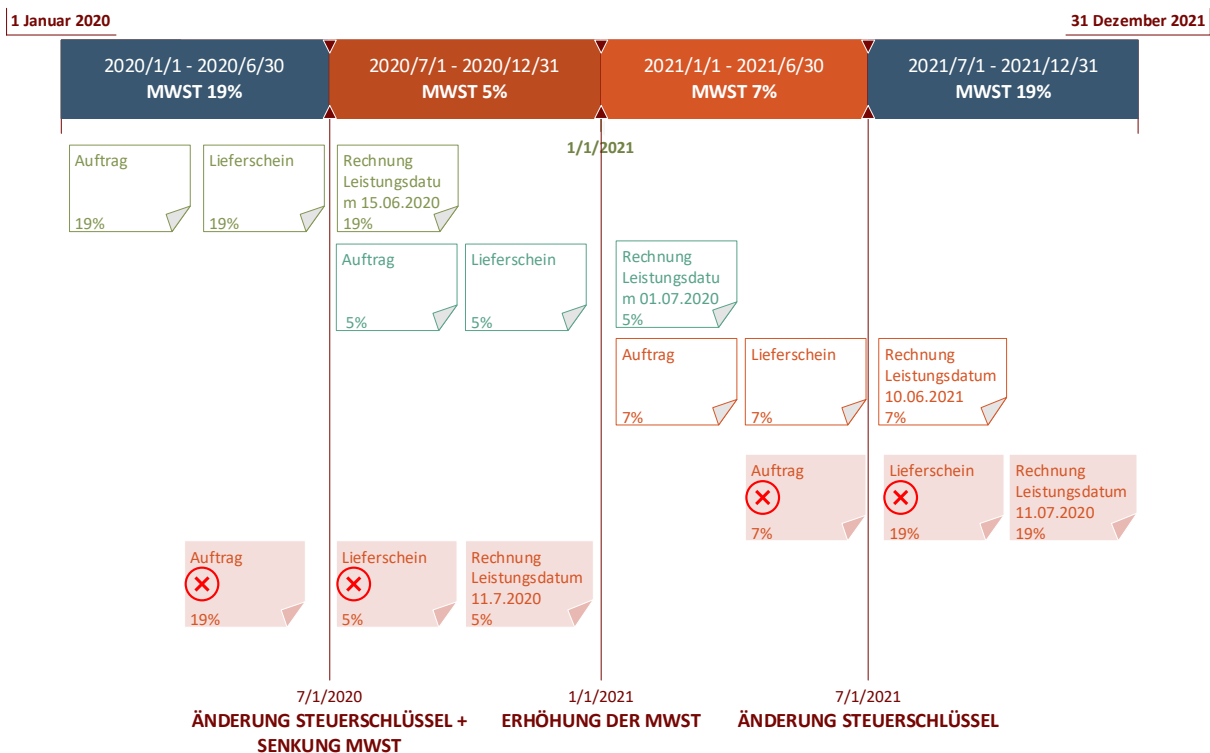 1 Januar 2020
31 Dezember 2021
2020/1/1 - 2020/6/30
MWST 19%
2020/7/1 - 2020/12/31
MWST 5%
2021/1/1 - 2021/6/30
MWST 7%
2021/7/1 - 2021/12/31
MWST 19%
1/1/2021
Auftrag
19%
Lieferschein
19%
Rechnung
Leistungsdatu
m 15.06.2020
19%
Auftrag
5%
Lieferschein
5%
Rechnung
Leistungsdatu
m 01.07.2020
5%
Auftrag
7%
Lieferschein
7%
Rechnung
Leistungsdatum
10.06.2021
7%
Auftrag
7%
Lieferschein
19%
Rechnung
Leistungsdatum
11.07.2020
19%
Auftrag
19%
Lieferschein
5%
Rechnung
Leistungsdatum
11.7.2020
5%
7/1/2020
ÄNDERUNG STEUERSCHLÜSSEL +
SENKUNG MWST
1/1/2021
ERHÖHUNG DER MWST
7/1/2021
ÄNDERUNG STEUERSCHLÜSSEL